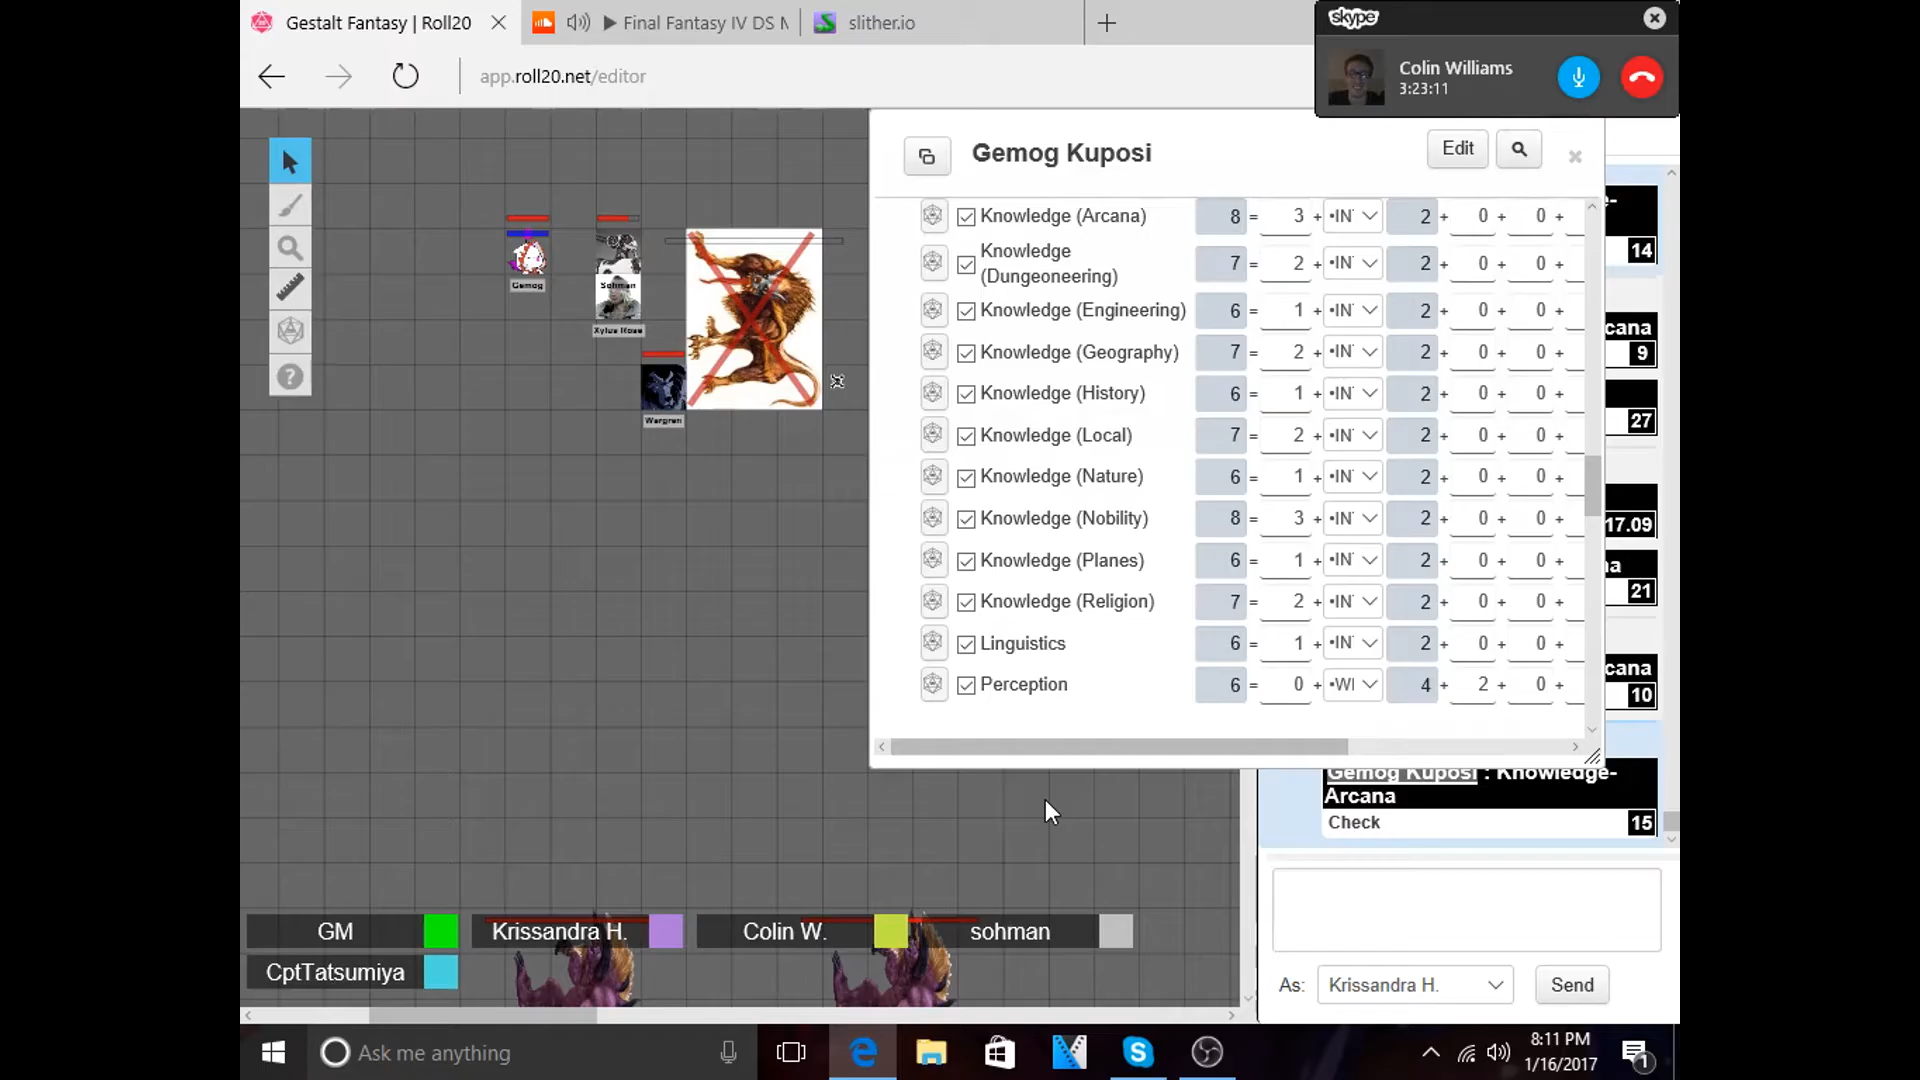 Gestalt Fantasy | Roll20
Final Fantasy IV DS M
slither.io
skype
Colin Williams
3:23:11
app.roll20.net/editor
Gemog Kuposi
Edit
Knowledge (Arcana) 8 = 3 + •IN 2 + 0 + 0 +
Knowledge
(Dungeoneering) 7 = 2 + •IN 2 + 0 + 0 +
Knowledge (Engineering) 6 = 1 + •IN 2 + 0 + 0 +
Knowledge (Geography) 7 = 2 + •IN 2 + 0 + 0 +
Knowledge (History) 6 = 1 + •IN 2 + 0 + 0 +
Knowledge (Local) 7 = 2 + •IN 2 + 0 + 0 +
Knowledge (Nature) 6 = 1 + •IN 2 + 0 + 0 +
Knowledge (Nobility) 8 = 3 + •IN 2 + 0 + 0 +
Knowledge (Planes) 6 = 1 + •IN 2 + 0 + 0 +
Knowledge (Religion) 7 = 2 + •IN 2 + 0 + 0 +
Linguistics 6 = 1 + •IN 2 + 0 + 0 +
Perception 6 = 0 + •WI 4 + 2 + 0 +
Gemog
Sohman
Xylus Rose
Wargren
14
cana
9
27
17.09
na
21
cana
10
Gemog Kuposi : Knowledge-
Arcana
Check 15
GM
Krissandra H.
Colin W.
sohman
CptTatsumiya
As: Krissandra H.
Send
Ask me anything
8:11 PM
1/16/2017
1